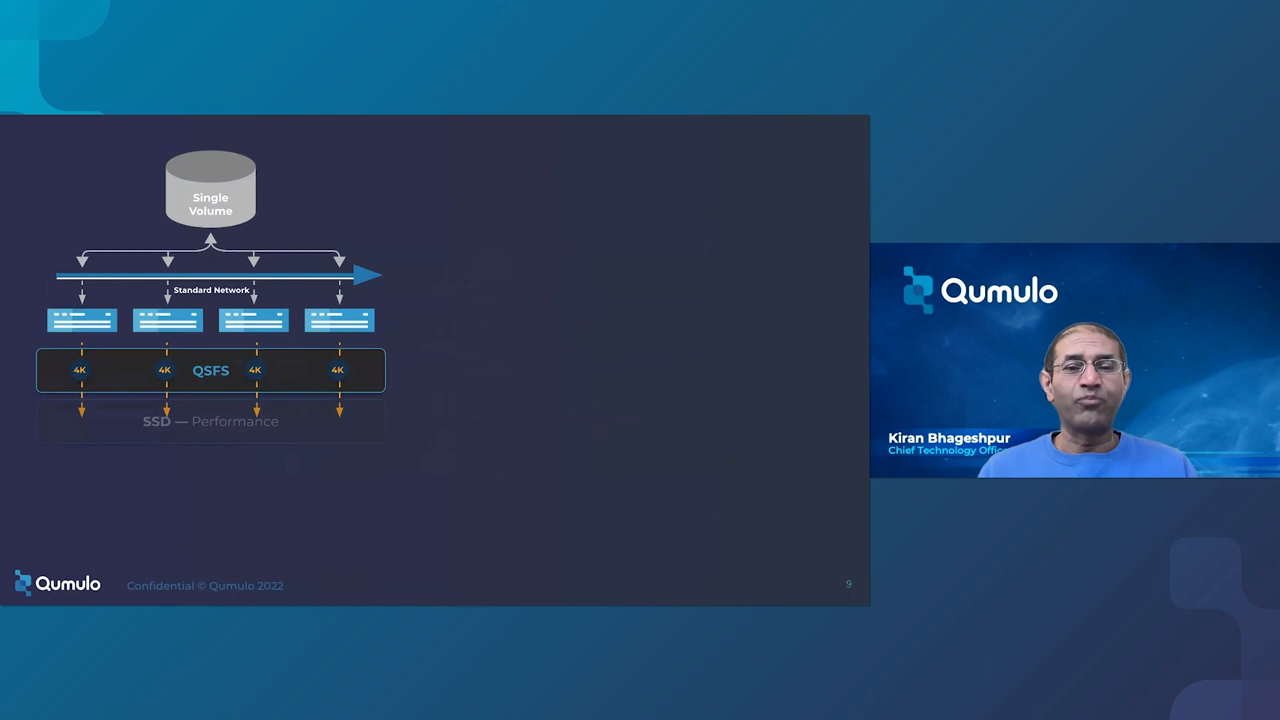 Single
Volume
Standard Network
4K
4K
QSFS
4K
4K
SSD — Performance
Qumulo
Confidential © Qumulo 2022
9
Qumulo
Kiran Bhageshpur
Chief Technology Offic